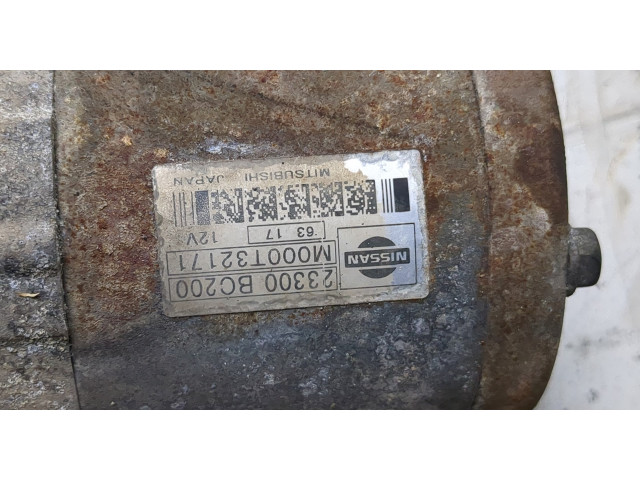 23300 BC200
NISSAN
M000T32171
63 17
12V
MITSUBISHI JAPAN